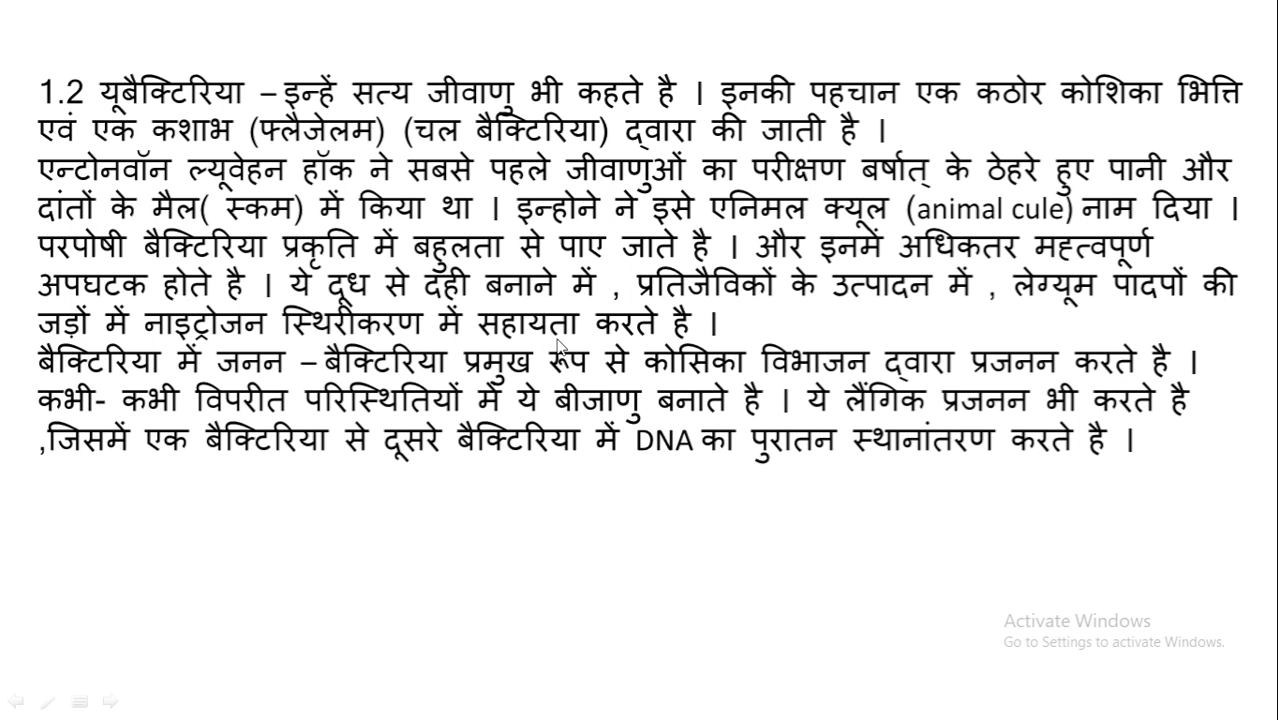 1.2 यूबैक्टिरिया – इन्हें सत्य जीवाणु भी कहते है । इनकी पहचान एक कठोर कोशिका भित्ति
एवं एक कशाभ (फ्लैजेलम) (चल बैक्टिरिया) द्वारा की जाती है ।
एन्टोनवॉन ल्यूवेहन हॉक ने सबसे पहले जीवाणुओं का परीक्षण बर्षात् के ठेहरे हुए पानी और
दांतों के मैल( स्कम) में किया था । इन्होने ने इसे एनिमल क्यूल (animal cule) नाम दिया ।
परपोषी बैक्टिरिया प्रकृति में बहुलता से पाए जाते है । और इनमें अधिकतर मह्त्वपूर्ण
अपघटक होते है । ये दूध से दही बनाने में , प्रतिजैविकों के उत्पादन में , लेग्यूम पादपों की
जड़ों में नाइट्रोजन स्थिरीकरण में सहायता करते है ।
बैक्टिरिया में जनन – बैक्टिरिया प्रमुख रूप से कोसिका विभाजन द्वारा प्रजनन करते है ।
कभी- कभी विपरीत परिस्थितियों में ये बीजाणु बनाते है । ये लैंगिक प्रजनन भी करते है
,जिसमें एक बैक्टिरिया से दूसरे बैक्टिरिया में DNA का पुरातन स्थानांतरण करते है ।
Activate Windows
Go to Settings to activate Windows.